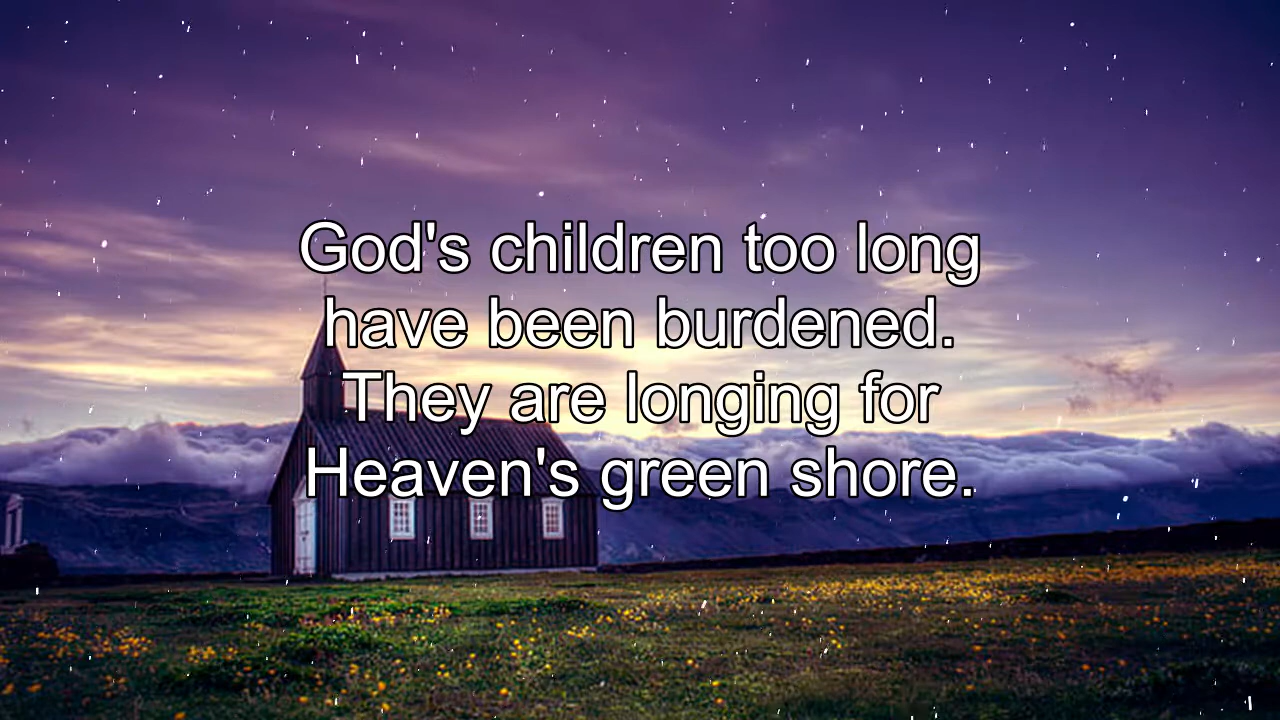 God's children too long
have been burdened.
They are longing for
Heaven's green shore.